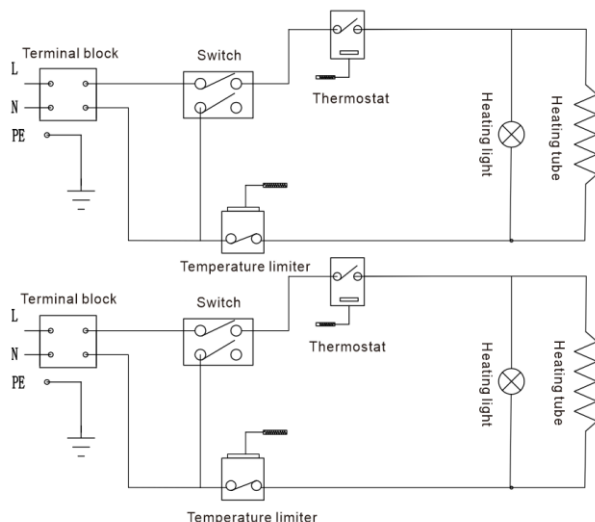 Terminal block
Switch
L
N
PE
Thermostat
Heating light
Heating tube
Temperature limiter
Terminal block
Switch
L
N
PE
Thermostat
Heating light
Heating tube
Temperature limiter